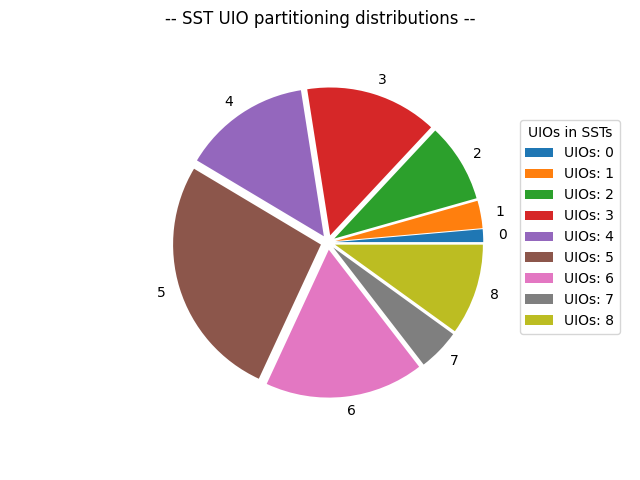 -- SST UIO partitioning distributions --
3
4
2
1
0
5
8
7
6
UIOs in SSTs
UIOs: 0
UIOs: 1
UIOs: 2
UIOs: 3
UIOs: 4
UIOs: 5
UIOs: 6
UIOs: 7
UIOs: 8